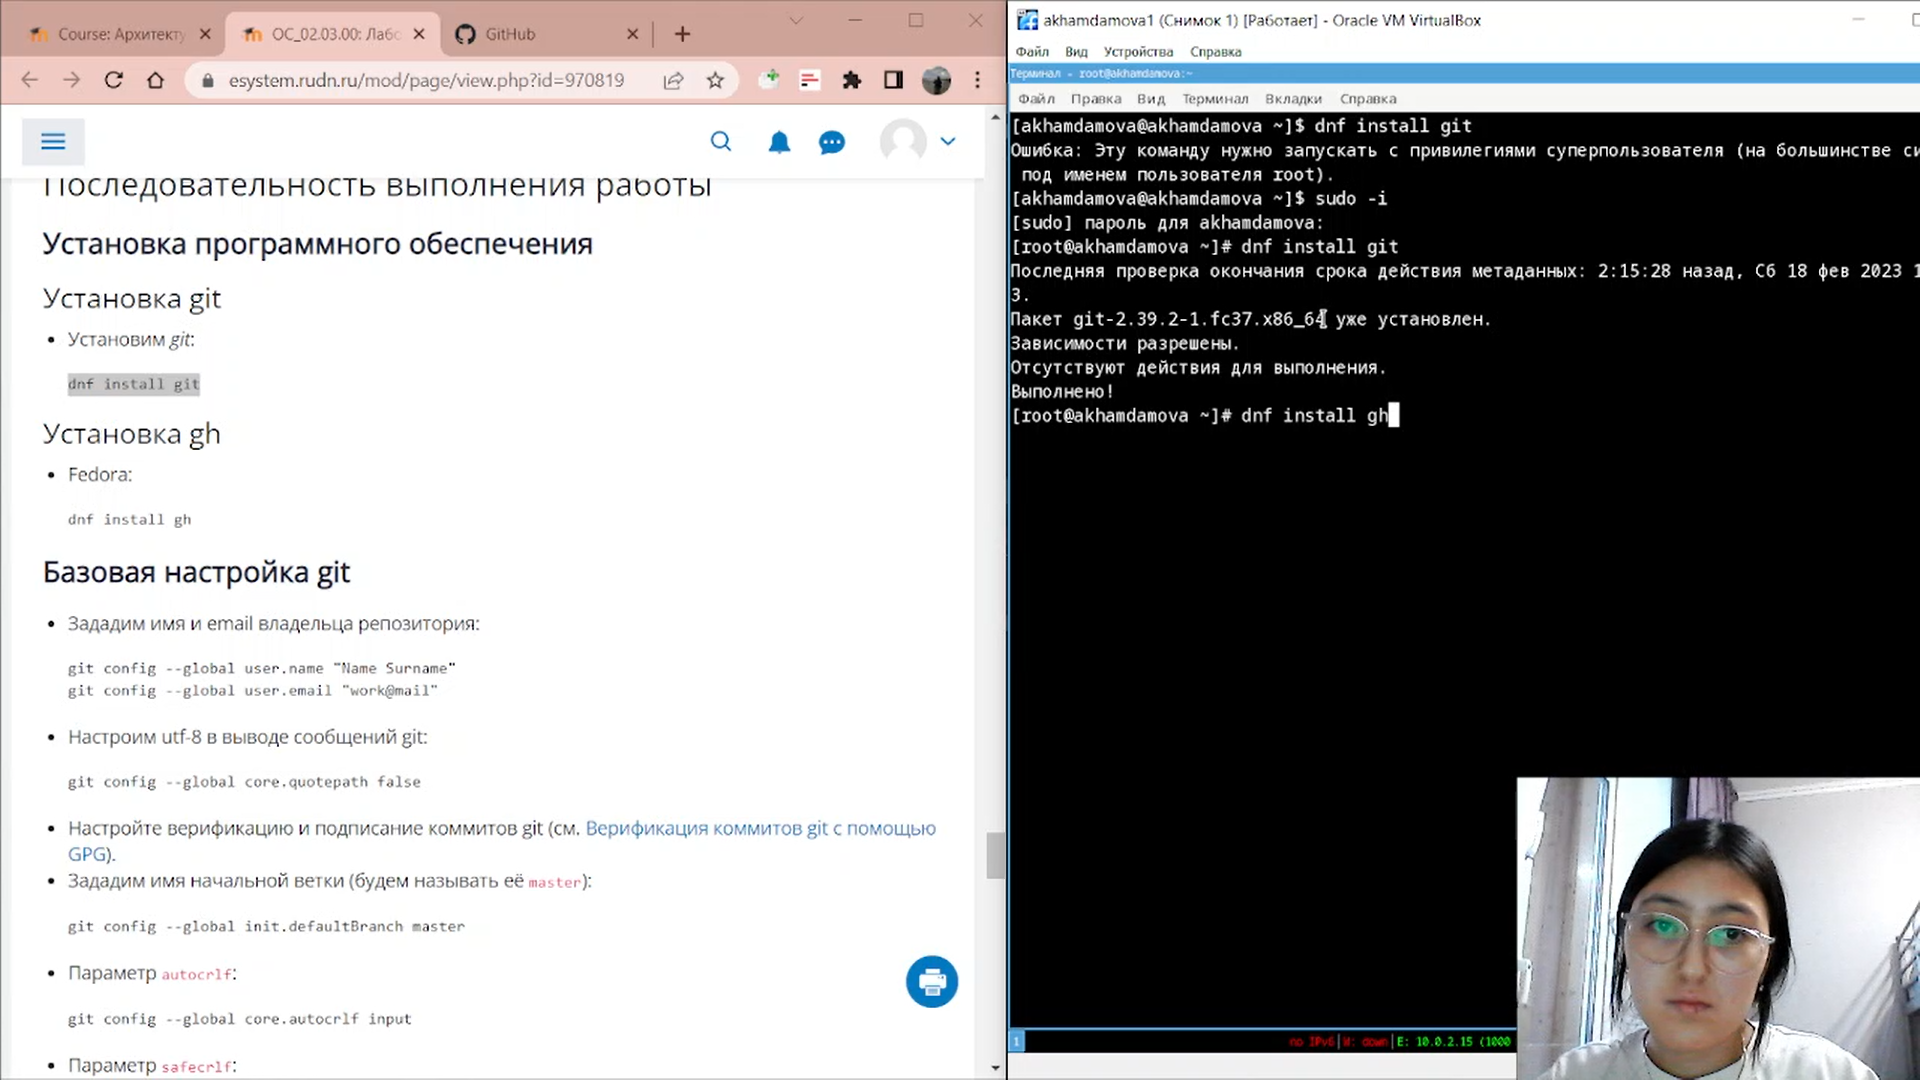 Course: Архитекту
ОС_02.03.00: Лабо
GitHub
esystem.rudn.ru/mod/page/view.php?id=970819
Последовательность выполнения работы
Установка программного обеспечения
Установка git
Установим git:
dnf install git
Установка gh
Fedora:
dnf install gh
Базовая настройка git
Зададим имя и email владельца репозитория:
git config --global user.name "Name Surname"
git config --global user.email "work@mail"
Настроим utf-8 в выводе сообщений git:
git config --global core.quotepath false
Настройте верификацию и подписание коммитов git (см. Верификация коммитов git с помощью
GPG).
Зададим имя начальной ветки (будем называть её master):
git config --global init.defaultBranch master
Параметр autocrlf:
git config --global core.autocrlf input
Параметр safecrlf:
akhamdamova1 (Снимок 1) [Работает] - Oracle VM VirtualBox
Файл Вид Устройства Справка
Терминал - root@akhamdamova:~
Файл Правка Вид Терминал Вкладки Справка
[akhamdamova@akhamdamova ~]$ dnf install git
Ошибка: Эту команду нужно запускать с привилегиями суперпользователя (на большинстве си
под именем пользователя root).
[akhamdamova@akhamdamova ~]$ sudo -i
[sudo] пароль для akhamdamova:
[root@akhamdamova ~]# dnf install git
Последняя проверка окончания срока действия метаданных: 2:15:28 назад, Сб 18 фев 2023 1
3.
Пакет git-2.39.2-1.fc37.x86_64 уже установлен.
Зависимости разрешены.
Отсутствуют действия для выполнения.
Выполнено!
[root@akhamdamova ~]# dnf install gh
1
no IPv6|W: down|E: 10.0.2.15 (1000